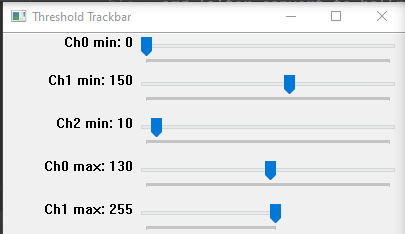 Threshold Trackbar
Ch0 min: 0
Ch1 min: 150
Ch2 min: 10
Ch0 max: 130
Ch1 max: 255